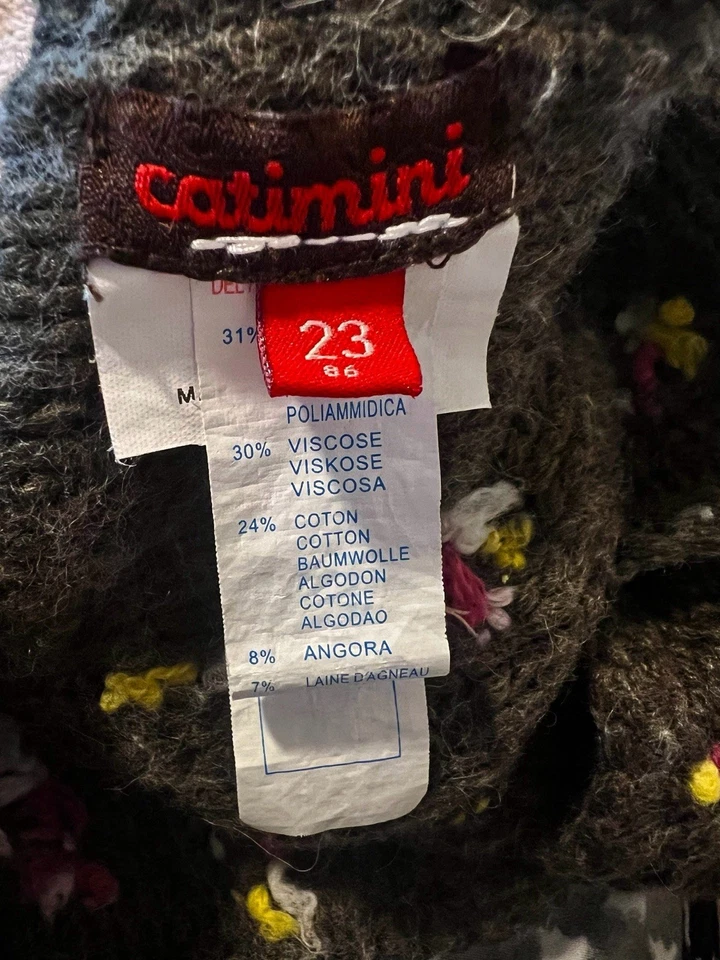 catimini
31%
23
86
M
POLIAMMIDICA
30% VISCOSE
VISKOSE
VISCOSA
24% COTON
COTTON
BAUMWOLLE
ALGODON
COTONE
ALGODAO
8% ANGORA
7% LAINE D'AGNEAU